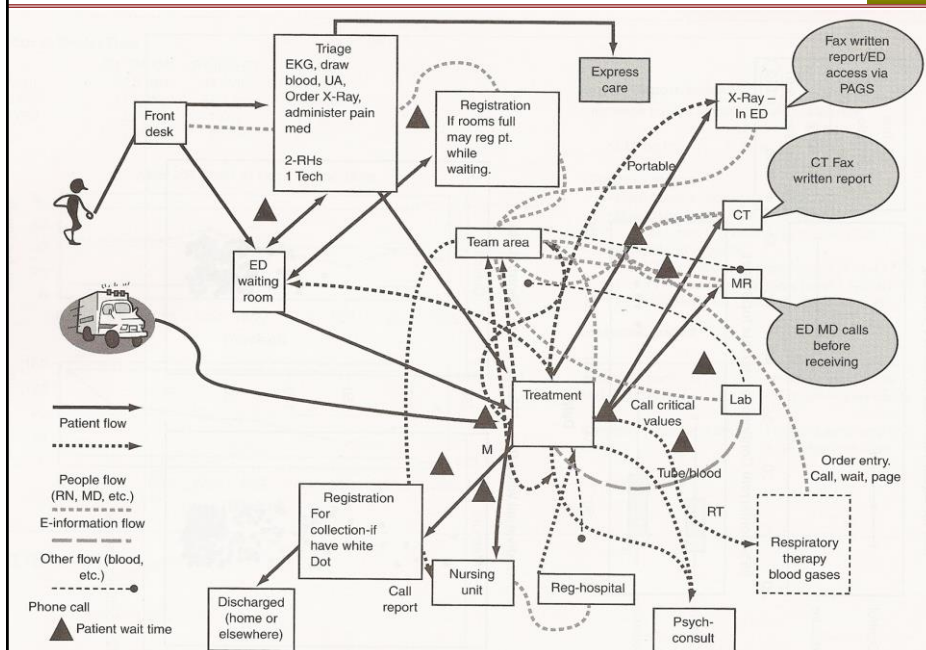 Triage
EKG, draw
blood, UA,
Order X-Ray,
administer pain
med
2-RHs
1 Tech
Front
desk
Registration
If rooms full
may reg pt.
while
waiting.
Express
care
Fax written
report/ED
access via
PAGS
X-Ray –
In ED
Portable
CT Fax
written report
CT
Team area
ED
waiting
room
MR
ED MD calls
before
receiving
Treatment
Lab
Call critical
values
M
Tube/blood
Order entry.
Call, wait, page
RT
Respiratory
therapy
blood gases
Patient flow
People flow
(RN, MD, etc.)
E-information flow
Other flow (blood,
etc.)
Phone call
Patient wait time
Registration
For
collection-if
have white
Dot
Discharged
(home or
elsewhere)
Call
report
Nursing
unit
Reg-hospital
Psych-
consult